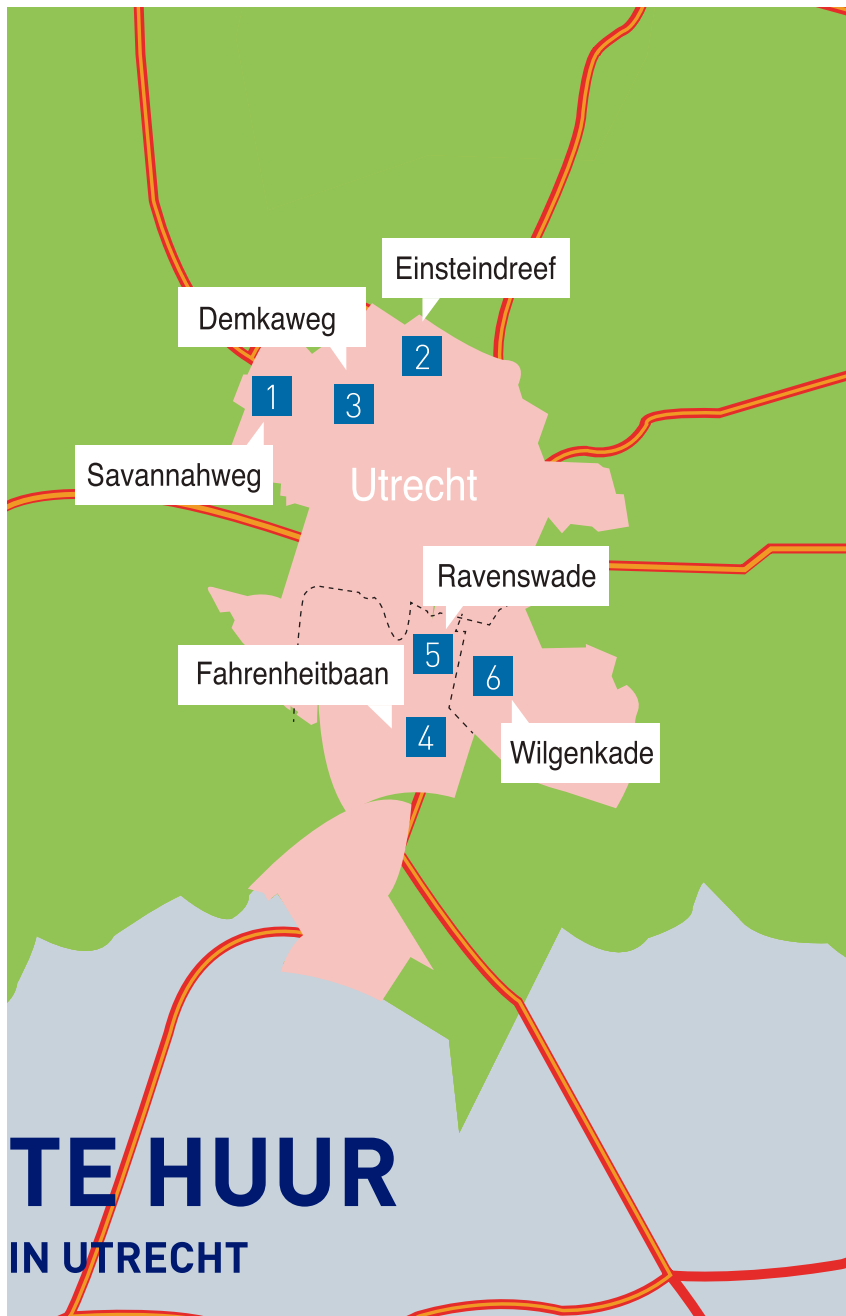 Einsteindreef
Demkaweg
2
1
3
Savannahweg
Utrecht
Ravenswade
5
Fahrenheitbaan
6
4
Wilgenkade
TE HUUR
IN UTRECHT